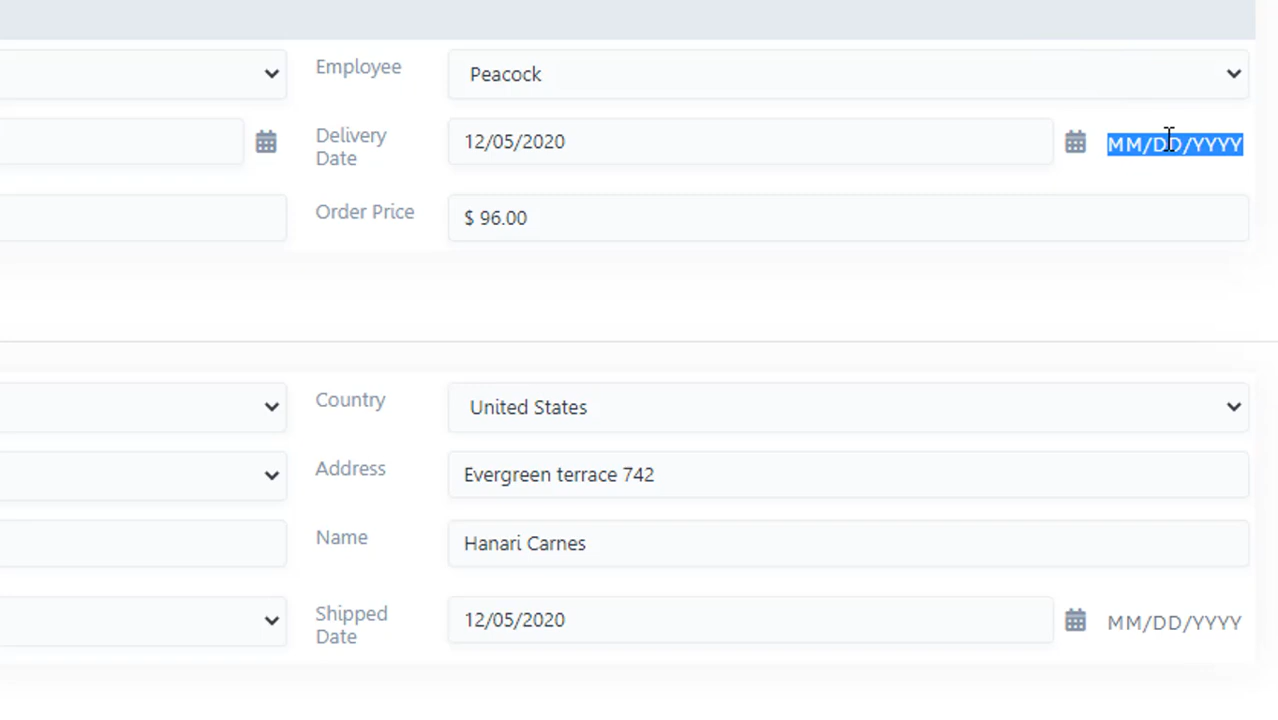 Employee Peacock
Delivery Date 12/05/2020 MM/DD/YYYY
Order Price $ 96.00
Country United States
Address Evergreen terrace 742
Name Hanari Carnes
Shipped Date 12/05/2020 MM/DD/YYYY